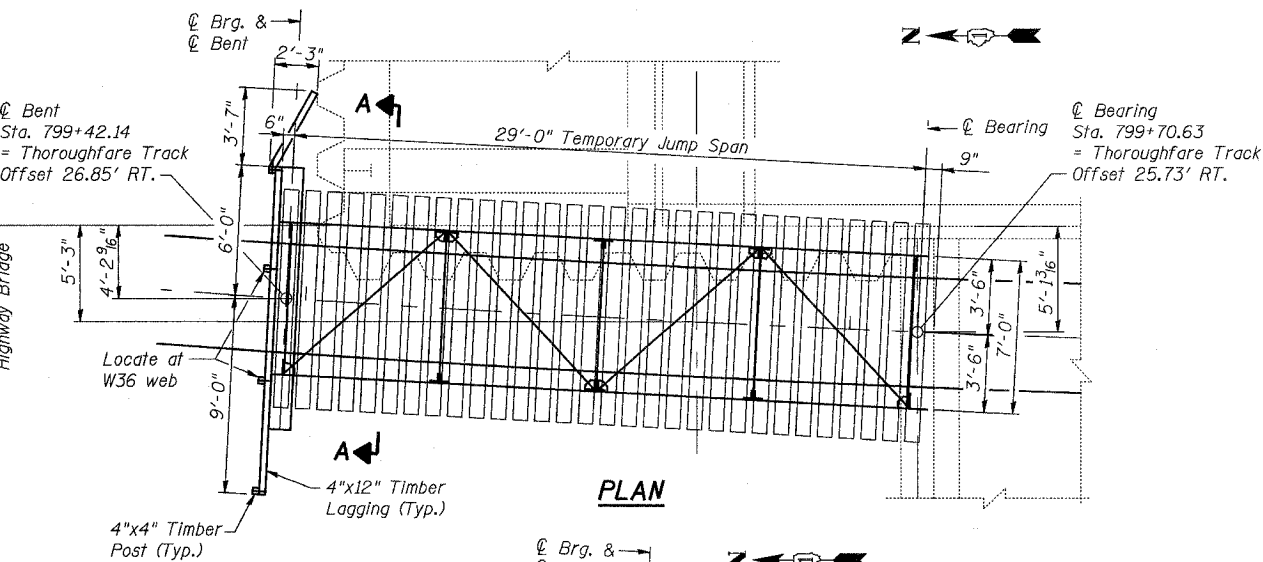 ℄ Brg. &
℄ Bent
2'-3"
N
℄ Bent
Sta. 799+42.14
= Thoroughfare Track
Offset 26.85' RT.
3'-7"
6"
A
29'-0" Temporary Jump Span
℄ Bearing
9"
℄ Bearing
Sta. 799+70.63
= Thoroughfare Track
Offset 25.73' RT.
Highway Bridge
5'-3"
4'-2 9/16"
6'-0"
3'-6"
7'-0"
5'-1 13/16"
3'-6"
Locate at
W36 web
9'-0"
A
4"x12" Timber
Lagging (Typ.)
PLAN
4"x4" Timber
Post (Typ.)
℄ Brg. &
N